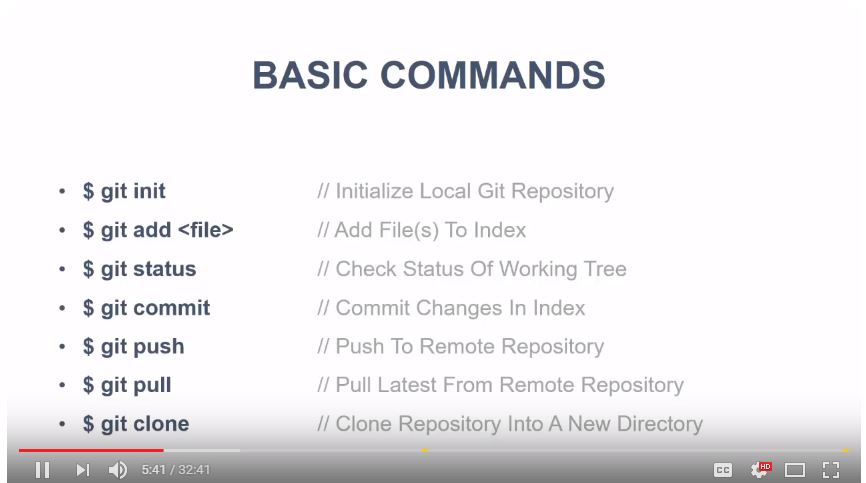 BASIC COMMANDS
• $ git init // Initialize Local Git Repository
• $ git add <file> // Add File(s) To Index
• $ git status // Check Status Of Working Tree
• $ git commit // Commit Changes In Index
• $ git push // Push To Remote Repository
• $ git pull // Pull Latest From Remote Repository
• $ git clone // Clone Repository Into A New Directory
5:41 / 32:41 CC HD